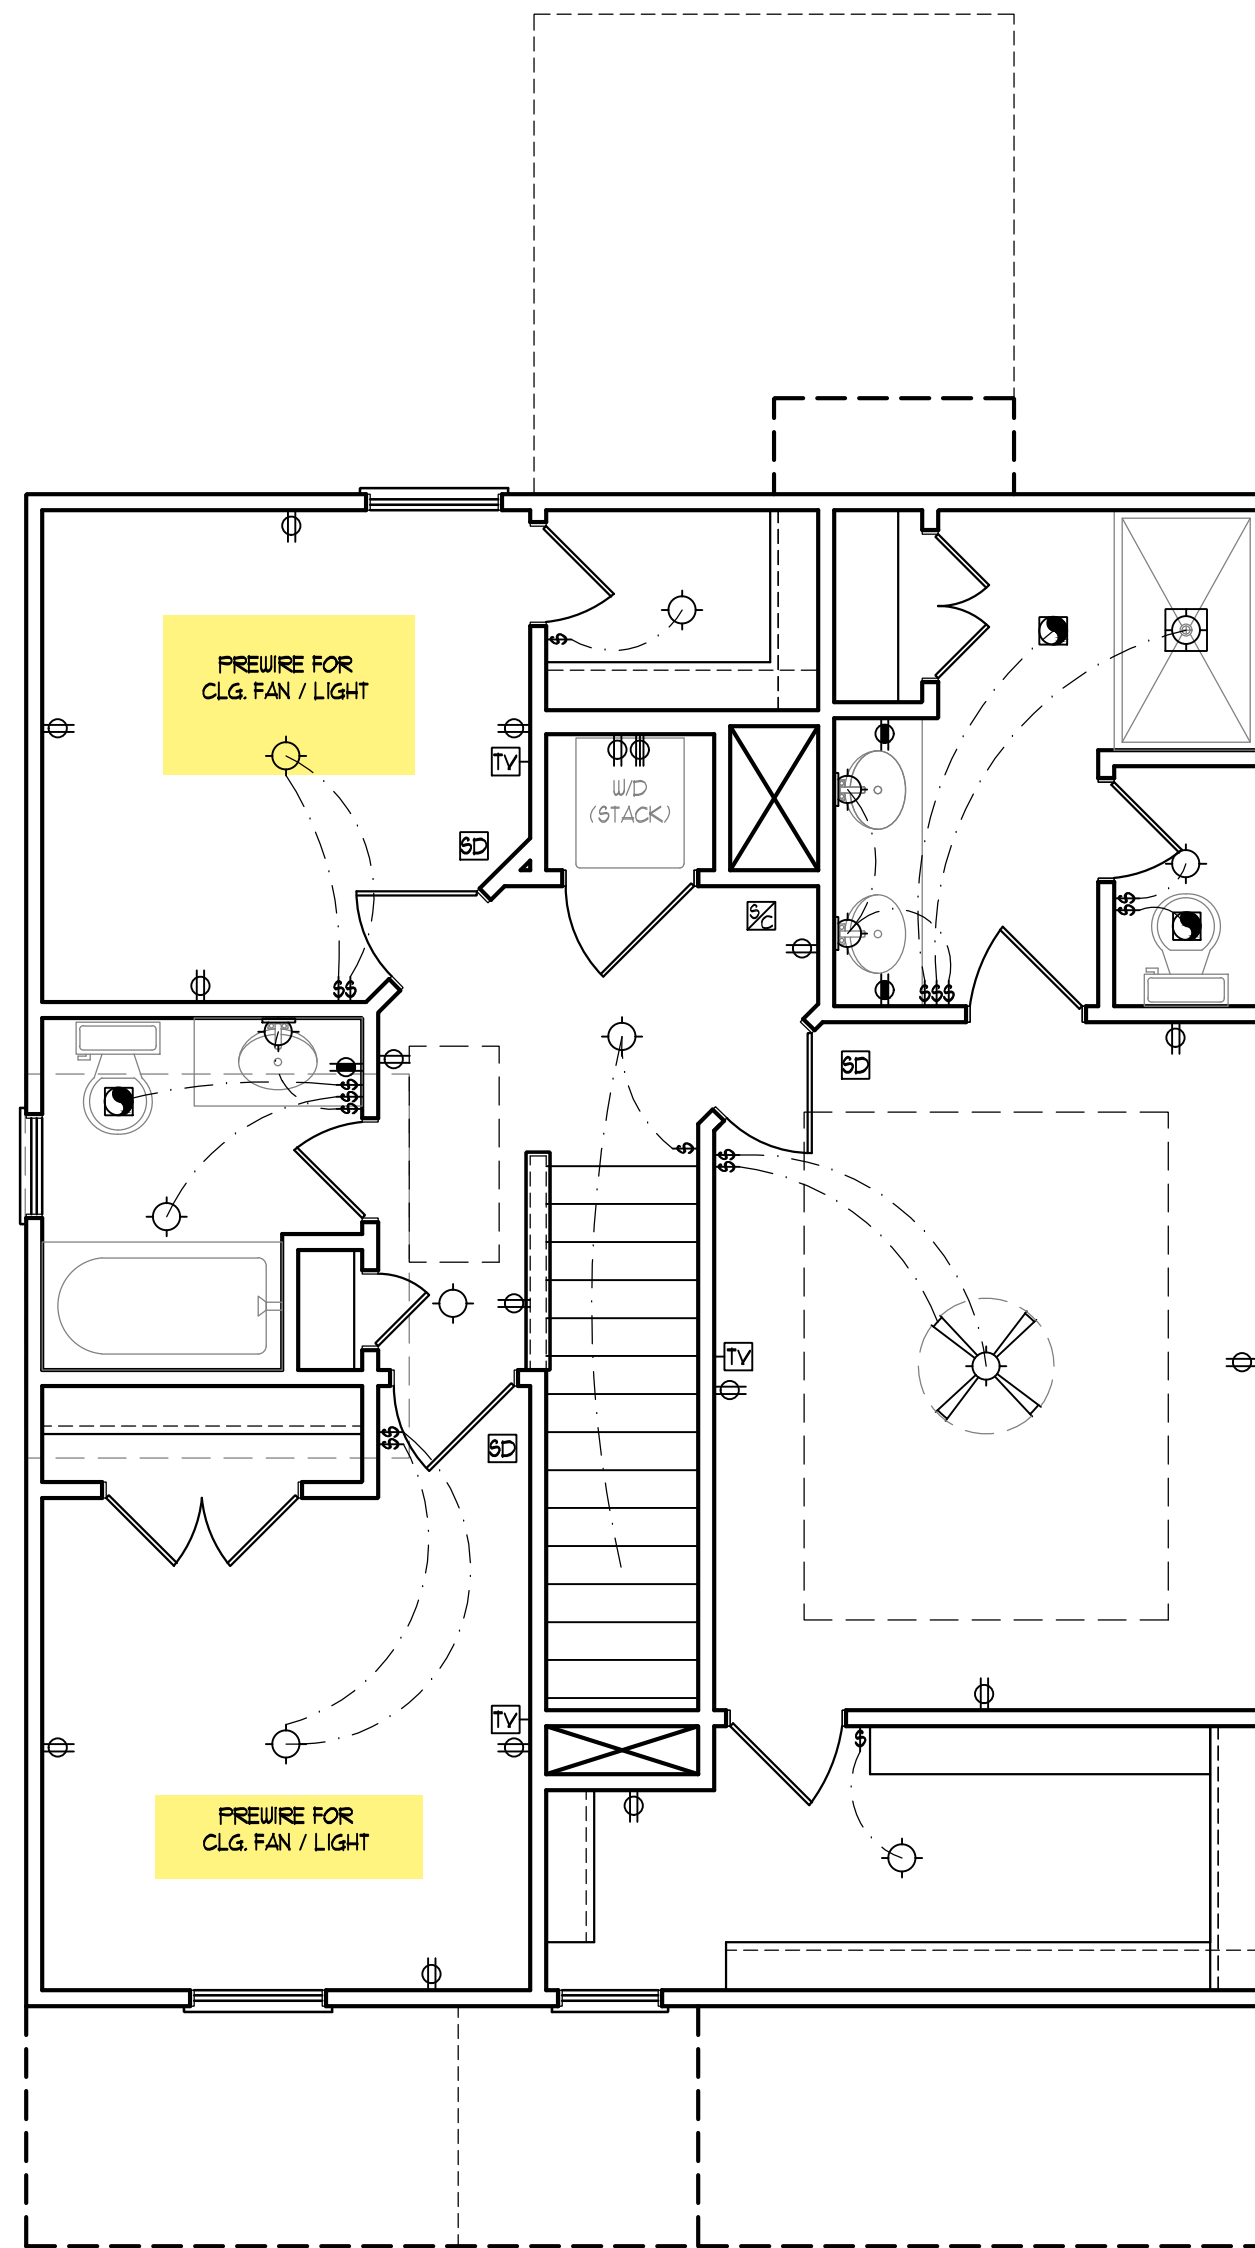 PREWIRE FOR
CLG. FAN / LIGHT
$
TV
W/D
(STACK)
SD
S/C
$$
$$$
$$
SD
$$$
$
$$
TV
$$
SD
TV
$
PREWIRE FOR
CLG. FAN / LIGHT